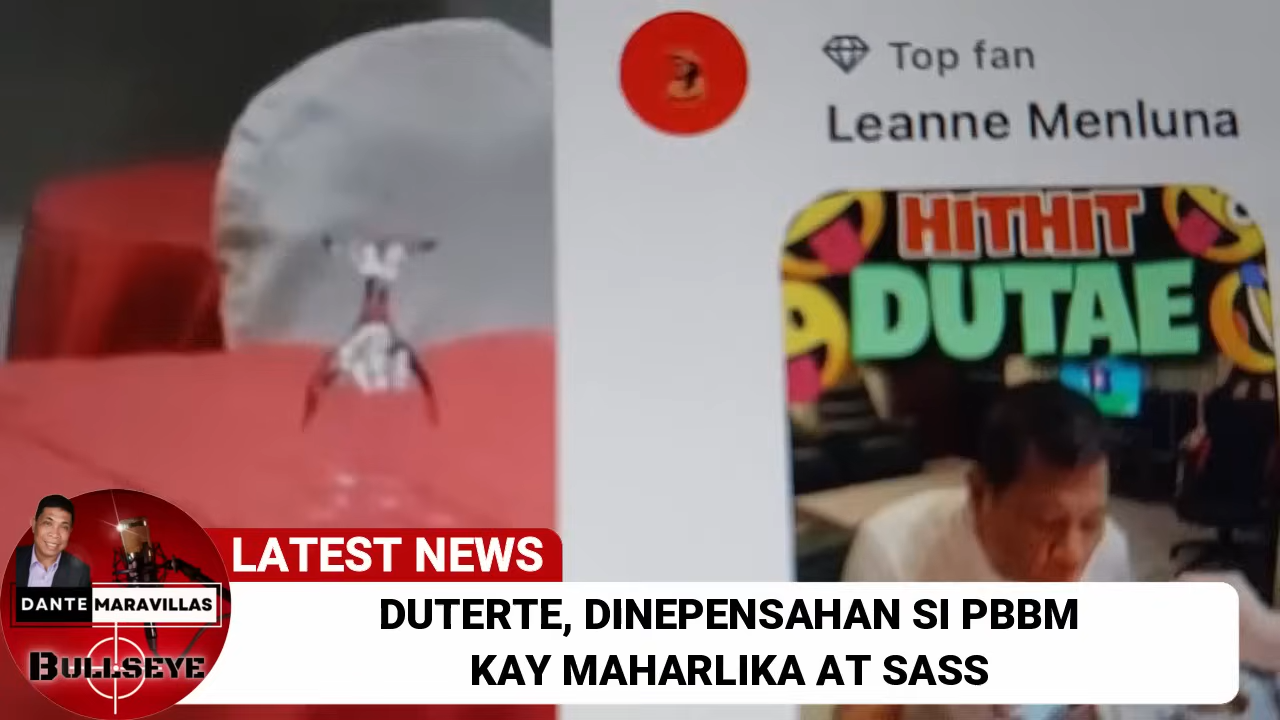 Top fan
Leanne Menluna
HITHIT
DUTAE
LATEST NEWS
DANTE MARAVILLAS
BULLSEYE
DUTERTE, DINEPENSAHAN SI PBBM
KAY MAHARLIKA AT SASS